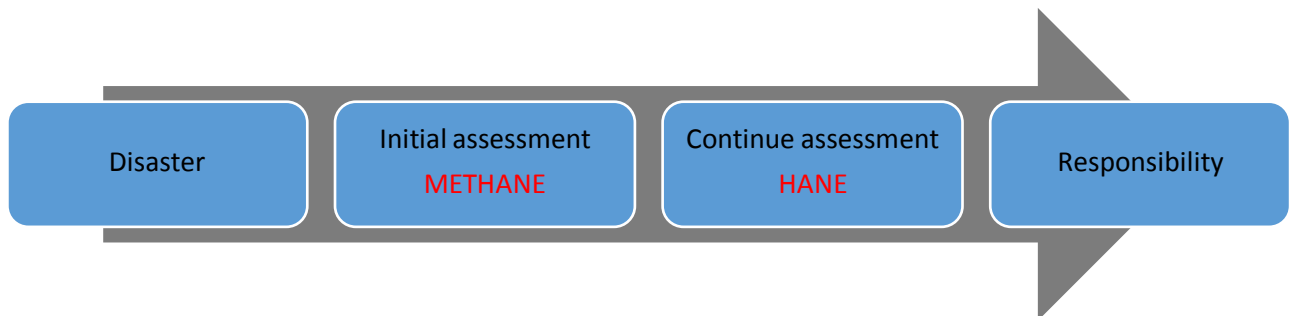 Disaster
Initial assessment
METHANE
Continue assessment
HANE
Responsibility